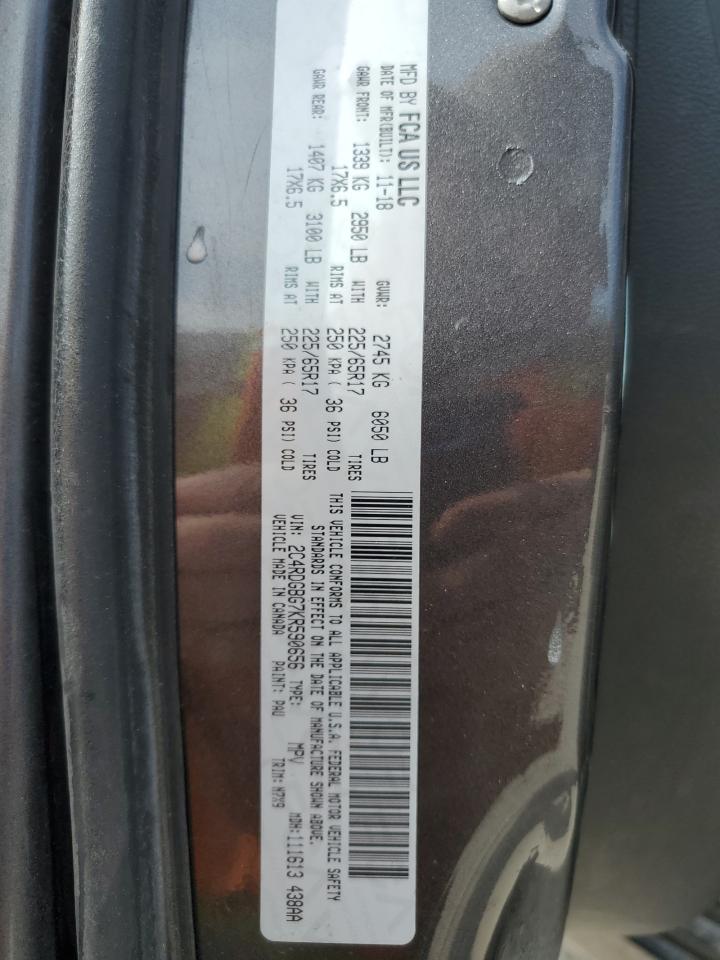 MFD BY FCA US LLC
DATE OF MFR(BUILT): 11-18 GVWR: 2745 KG 6050 LB
GAWR FRONT: 1339 KG 2950 LB WITH 225/65R17 TIRES
17X6.5 RIMS AT 250 KPA ( 36 PSI) COLD
GAWR REAR: 1407 KG 3100 LB WITH 225/65R17 TIRES
17X6.5 RIMS AT 250 KPA ( 36 PSI) COLD
THIS VEHICLE CONFORMS TO ALL APPLICABLE U.S.A. FEDERAL MOTOR VEHICLE SAFETY
STANDARDS IN EFFECT ON THE DATE OF MANUFACTURE SHOWN ABOVE.
VIN: 2C4RDGBG7KR590656 TYPE: MPV MDH:111613 438AA
VEHICLE MADE IN CANADA PAINT: PAU TRIM: N7X9